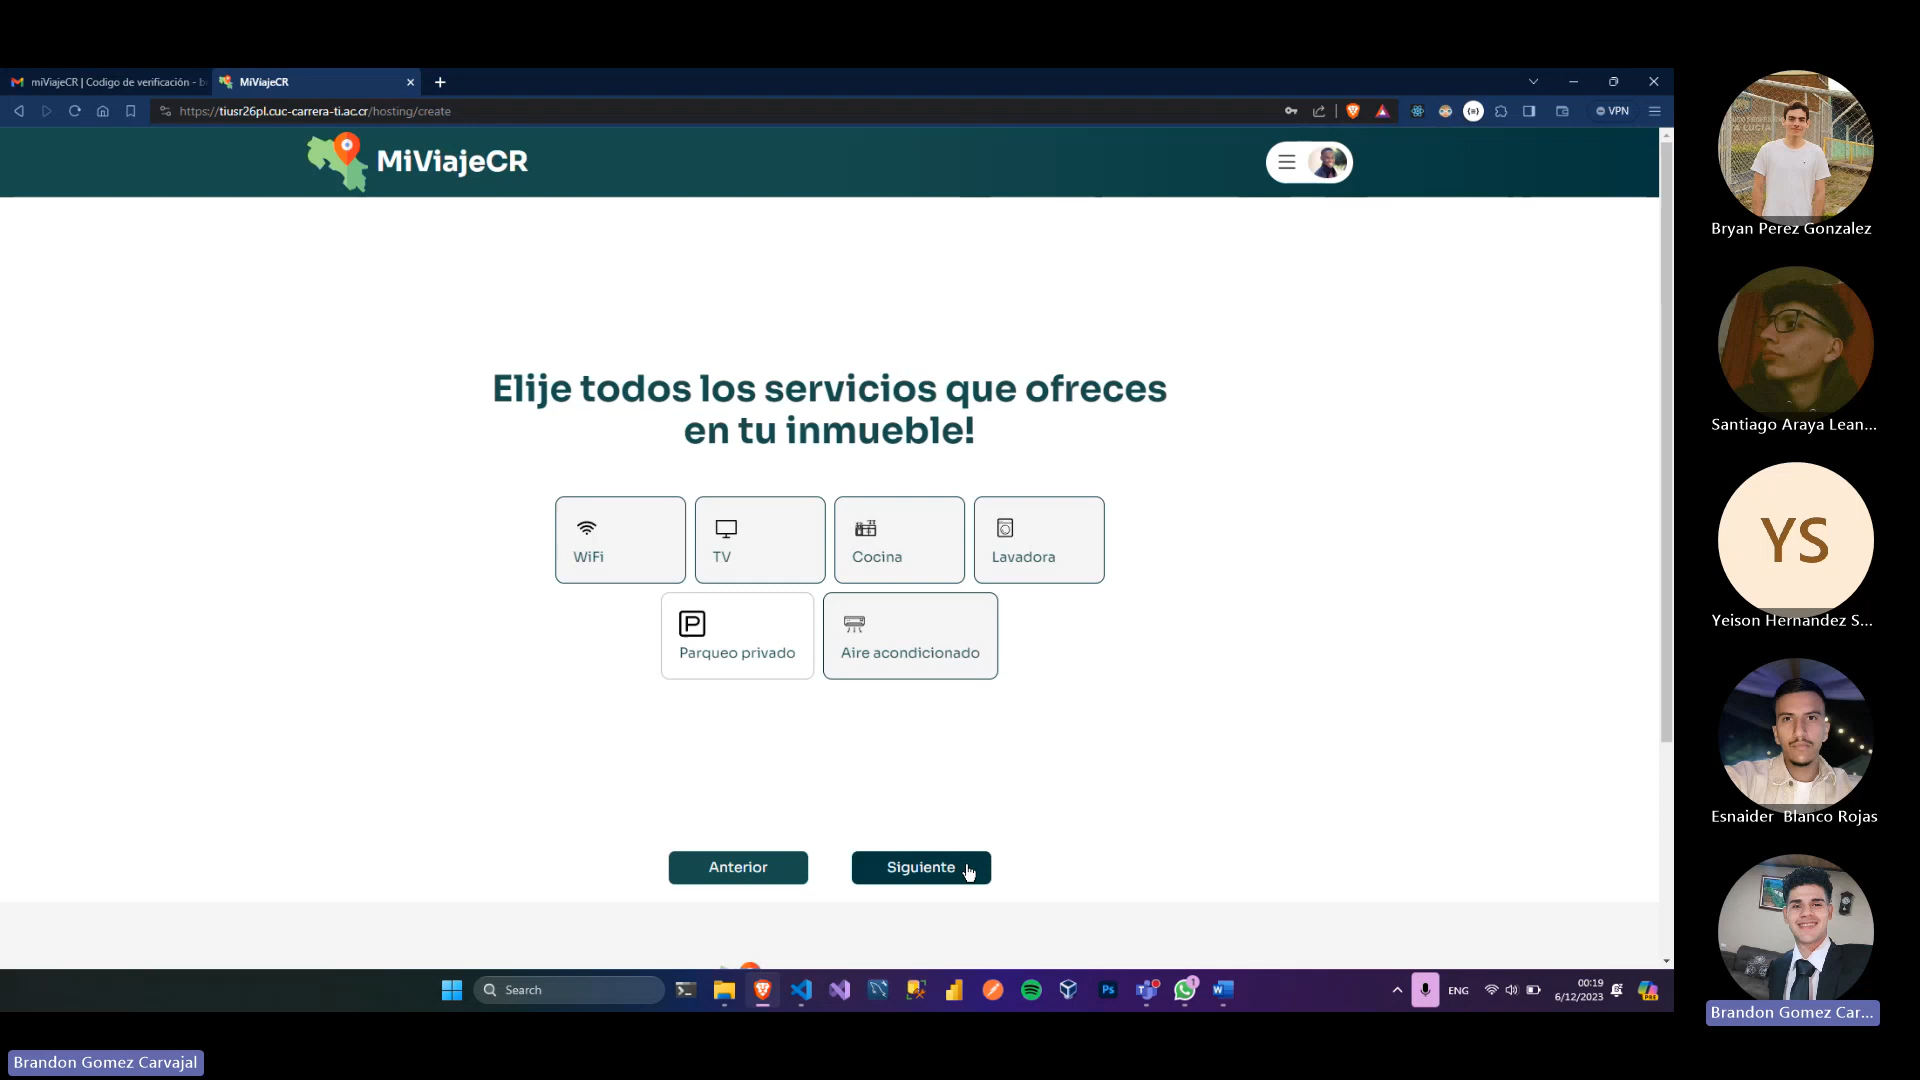 miViajeCR | Codigo de verificación - b
MiViajeCR
https://tiusr26pl.cuc-carrera-ti.ac.cr/hosting/create
VPN
MiViajeCR
Elije todos los servicios que ofreces
en tu inmueble!
WiFi
TV
Cocina
Lavadora
P
Parqueo privado
Aire acondicionado
Anterior
Siguiente
Search
Ps
1
W
ENG
00:19
6/12/2023
PRE
Bryan Perez Gonzalez
Santiago Araya Lean...
YS
Yeison Hernandez S...
Esnaider Blanco Rojas
Brandon Gomez Car...
Brandon Gomez Carvajal